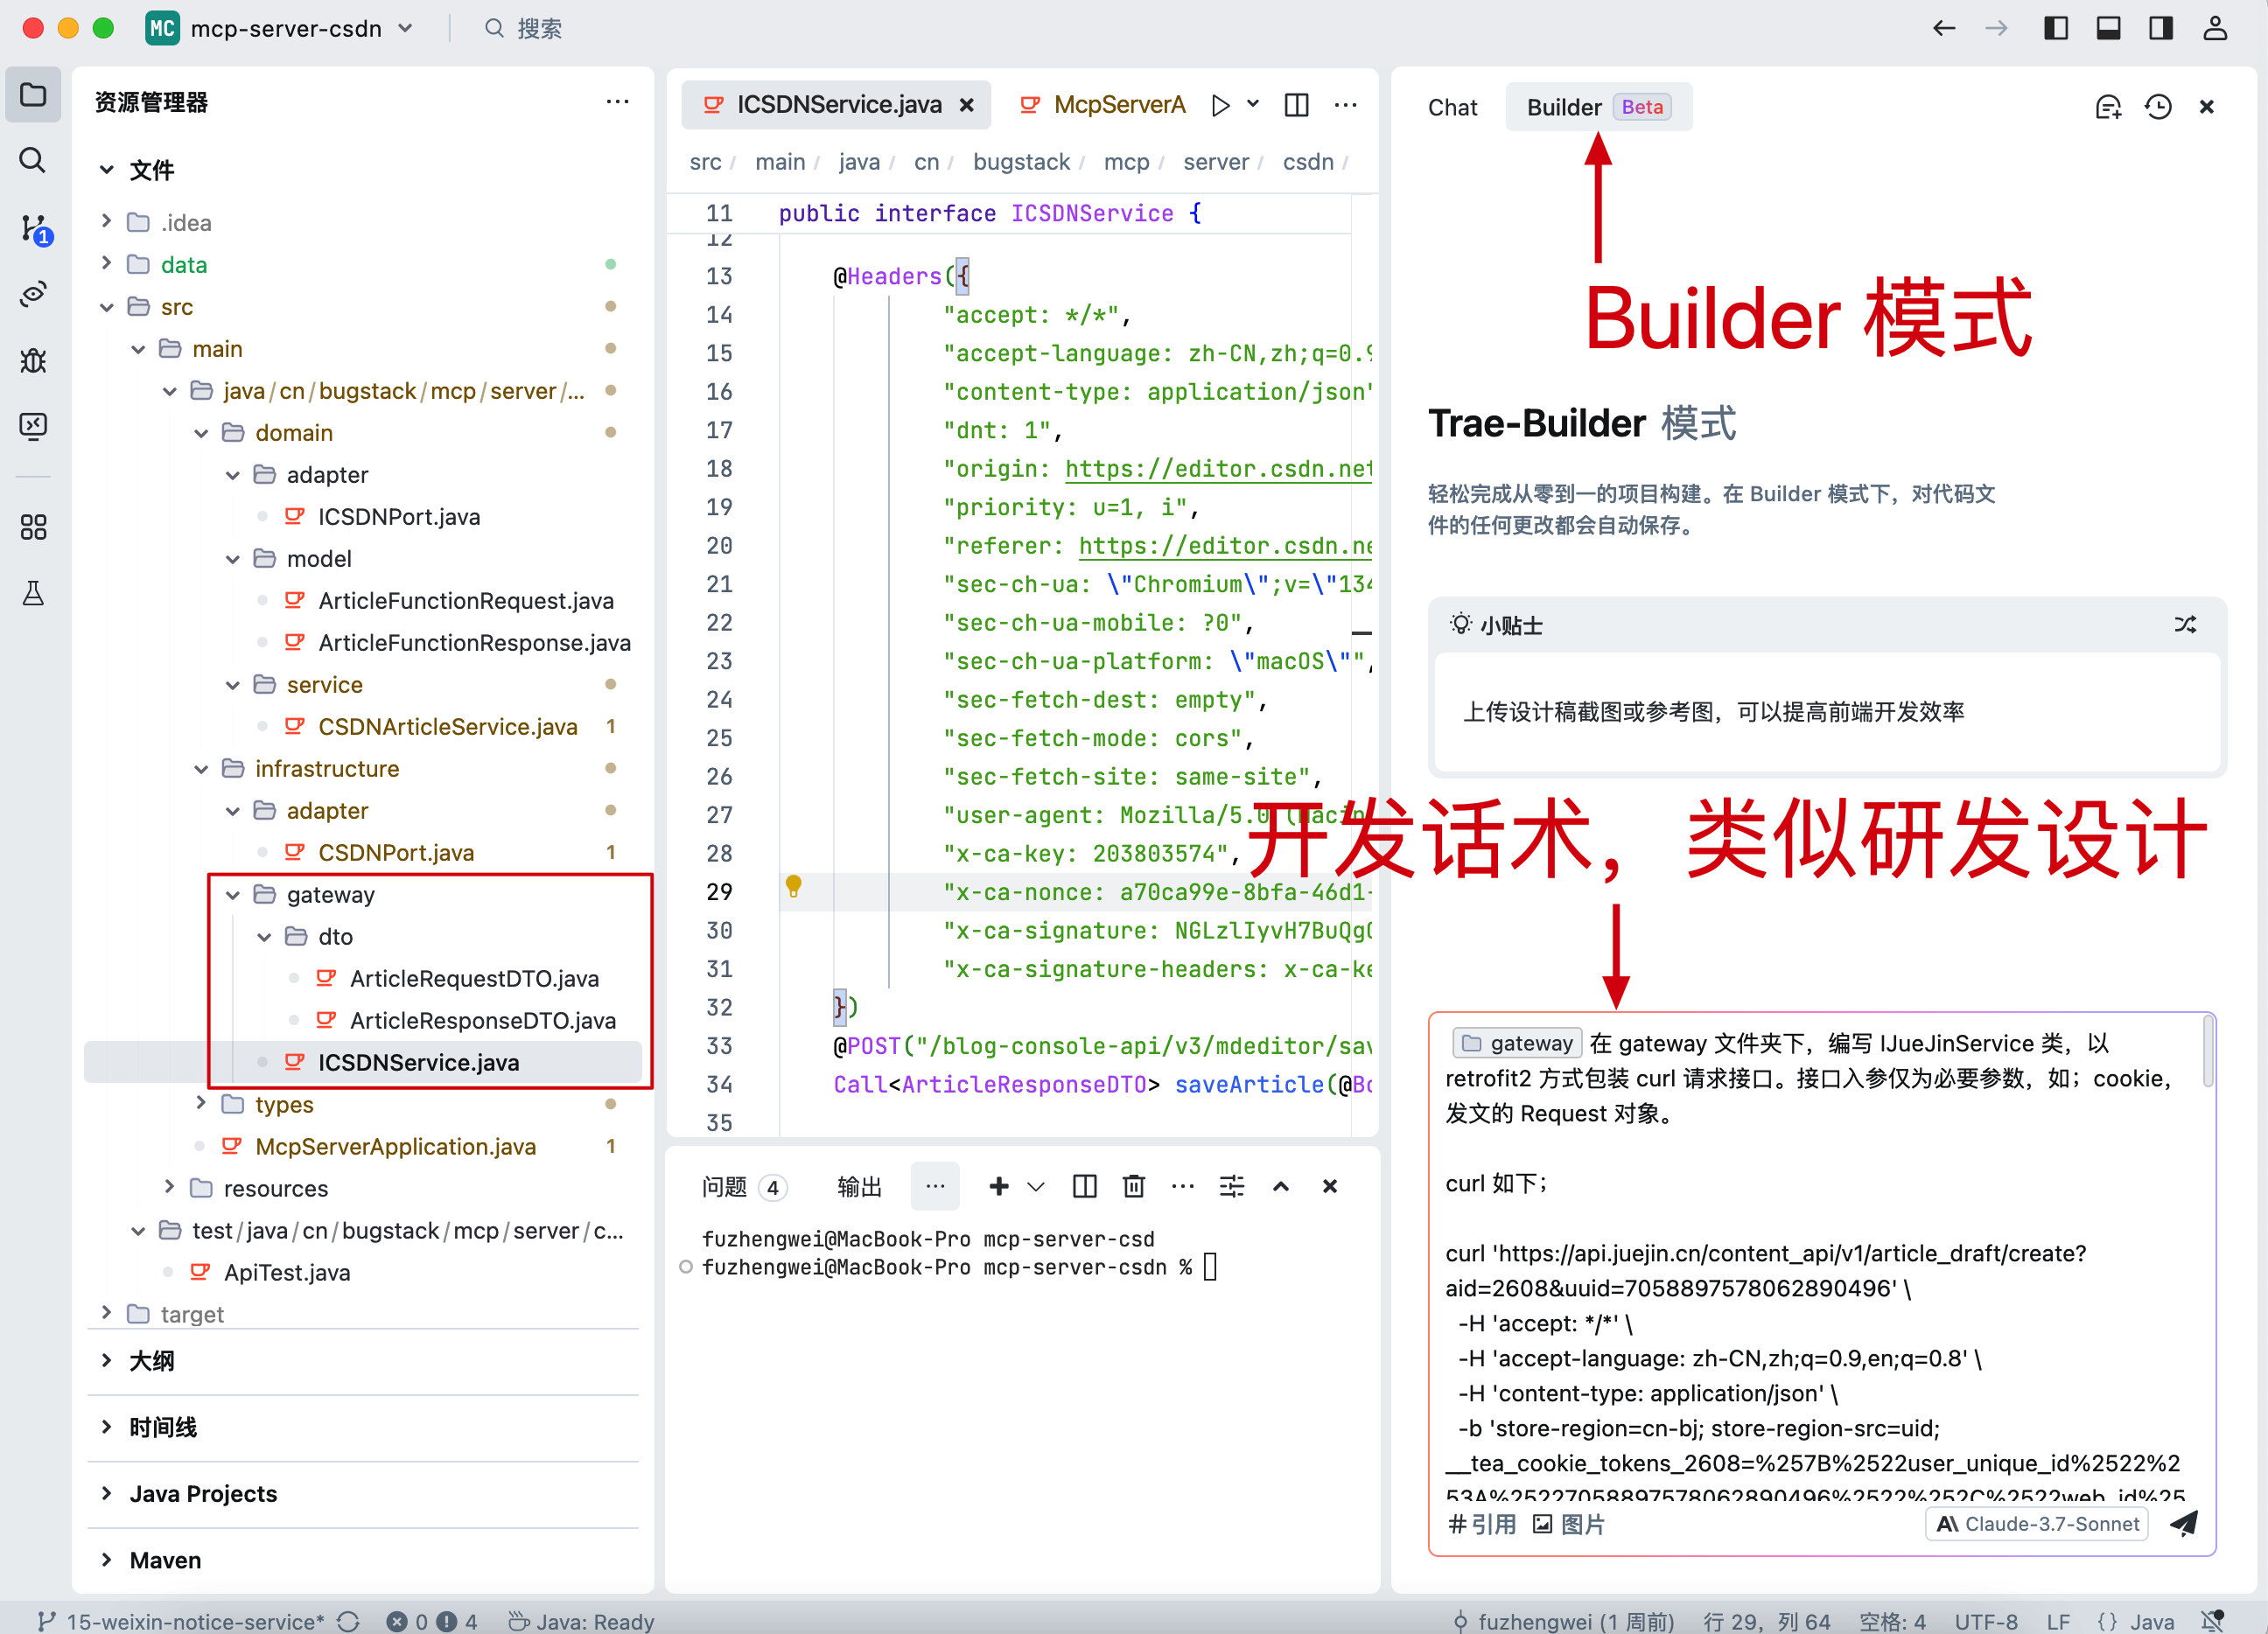 MC mcp-server-csdn
搜索
资源管理器
文件
.idea
data
src
main
java/cn/bugstack/mcp/server/...
domain
adapter
ICSDNPort.java
model
ArticleFunctionRequest.java
ArticleFunctionResponse.java
service
CSDNArticleService.java 1
infrastructure
adapter
CSDNPort.java 1
gateway
dto
ArticleRequestDTO.java
ArticleResponseDTO.java
ICSDNService.java
types
McpServerApplication.java 1
resources
test/java/cn/bugstack/mcp/server/c...
ApiTest.java
target
大纲
时间线
Java Projects
Maven
ICSDNService.java
McpServerA
src / main / java / cn / bugstack / mcp / server / csdn /
11 public interface ICSDNService {
12
13 @Headers({
14 "accept: */*",
15 "accept-language: zh-CN,zh;q=0.9
16 "content-type: application/json"
17 "dnt: 1",
18 "origin: https://editor.csdn.net
19 "priority: u=1, i",
20 "referer: https://editor.csdn.ne
21 "sec-ch-ua: \"Chromium\";v=\"134
22 "sec-ch-ua-mobile: ?0",
23 "sec-ch-ua-platform: \"macOS\"",
24 "sec-fetch-dest: empty",
25 "sec-fetch-mode: cors",
26 "sec-fetch-site: same-site",
27 "user-agent: Mozilla/5.0 (Macin
28 "x-ca-key: 203803574",
29 "x-ca-nonce: a70ca99e-8bfa-46d1-
30 "x-ca-signature: NGLzlIyvH7BuQgQ
31 "x-ca-signature-headers: x-ca-ke
32 })
33 @POST("/blog-console-api/v3/mdeditor/sav
34 Call<ArticleResponseDTO> saveArticle(@Bo
35
问题 4 输出
fuzhengwei@MacBook-Pro mcp-server-csd
fuzhengwei@MacBook-Pro mcp-server-csdn %
Chat
Builder Beta
Builder 模式
Trae-Builder 模式
轻松完成从零到一的项目构建。在 Builder 模式下，对代码文
件的任何更改都会自动保存。
小贴士
上传设计稿截图或参考图，可以提高前端开发效率
开发话术，类似研发设计
gateway 在 gateway 文件夹下，编写 IJueJinService 类，以
retrofit2 方式包装 curl 请求接口。接口入参仅为必要参数，如；cookie，
发文的 Request 对象。
curl 如下；
curl 'https://api.juejin.cn/content_api/v1/article_draft/create?
aid=2608&uuid=7058897578062890496' \
-H 'accept: */*' \
-H 'accept-language: zh-CN,zh;q=0.9,en;q=0.8' \
-H 'content-type: application/json' \
-b 'store-region=cn-bj; store-region-src=uid;
__tea_cookie_tokens_2608=%257B%2522user_unique_id%2522%2
53A%25227058897578062890496%2522%252C%2522web_id%25
引用 图片
Claude-3.7-Sonnet
15-weixin-notice-service* 0 4 Java: Ready
fuzhengwei (1 周前) 行 29，列 64 空格: 4 UTF-8 LF {} Java